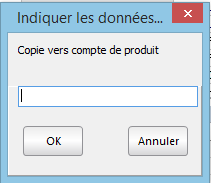 Indiquer les données...
Copie vers compte de produit
OK
Annuler